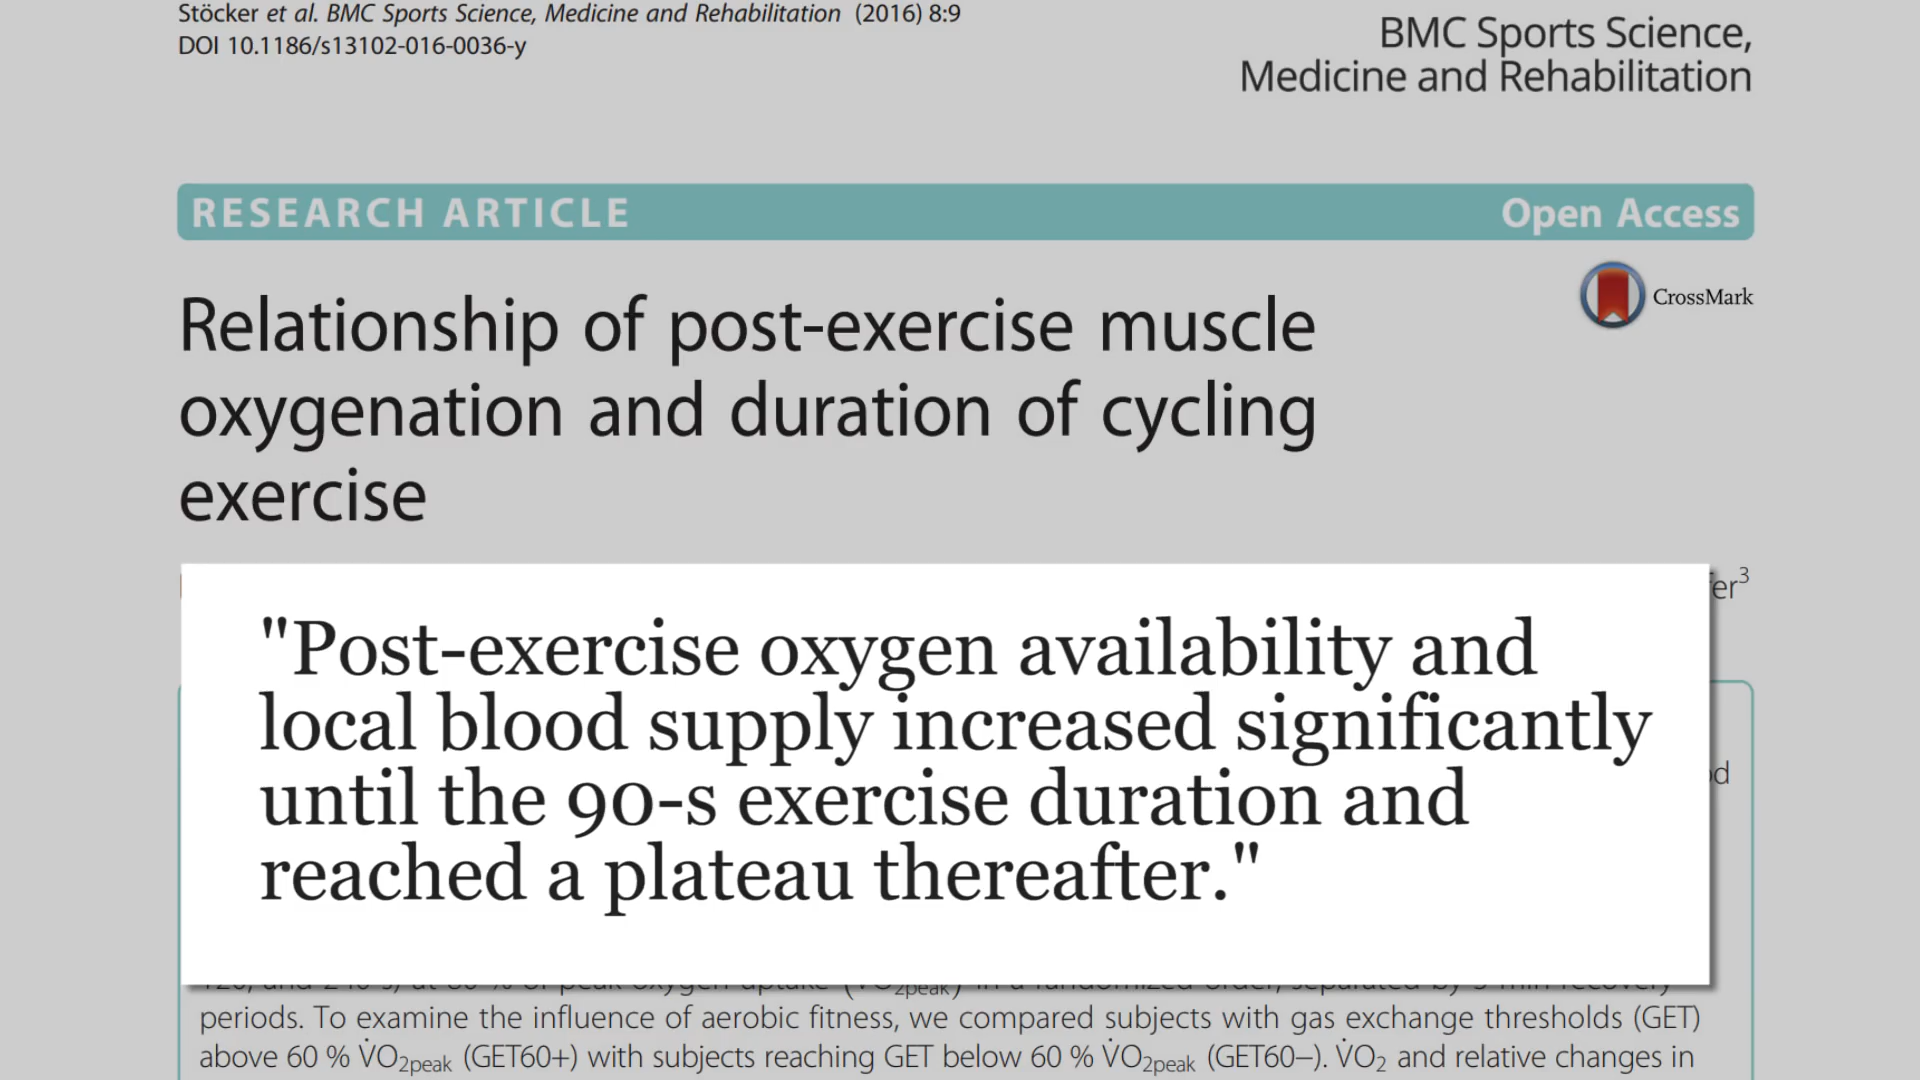 Stöcker et al. BMC Sports Science, Medicine and Rehabilitation (2016) 8:9
DOI 10.1186/s13102-016-0036-y
BMC Sports Science,
Medicine and Rehabilitation
RESEARCH ARTICLE
Open Access
CrossMark
Relationship of post-exercise muscle
oxygenation and duration of cycling
exercise
"Post-exercise oxygen availability and
local blood supply increased significantly
until the 90-s exercise duration and
reached a plateau thereafter."
periods. To examine the influence of aerobic fitness, we compared subjects with gas exchange thresholds (GET)
above 60 % V̇O2peak (GET60+) with subjects reaching GET below 60 % V̇O2peak (GET60−). V̇O2 and relative changes in